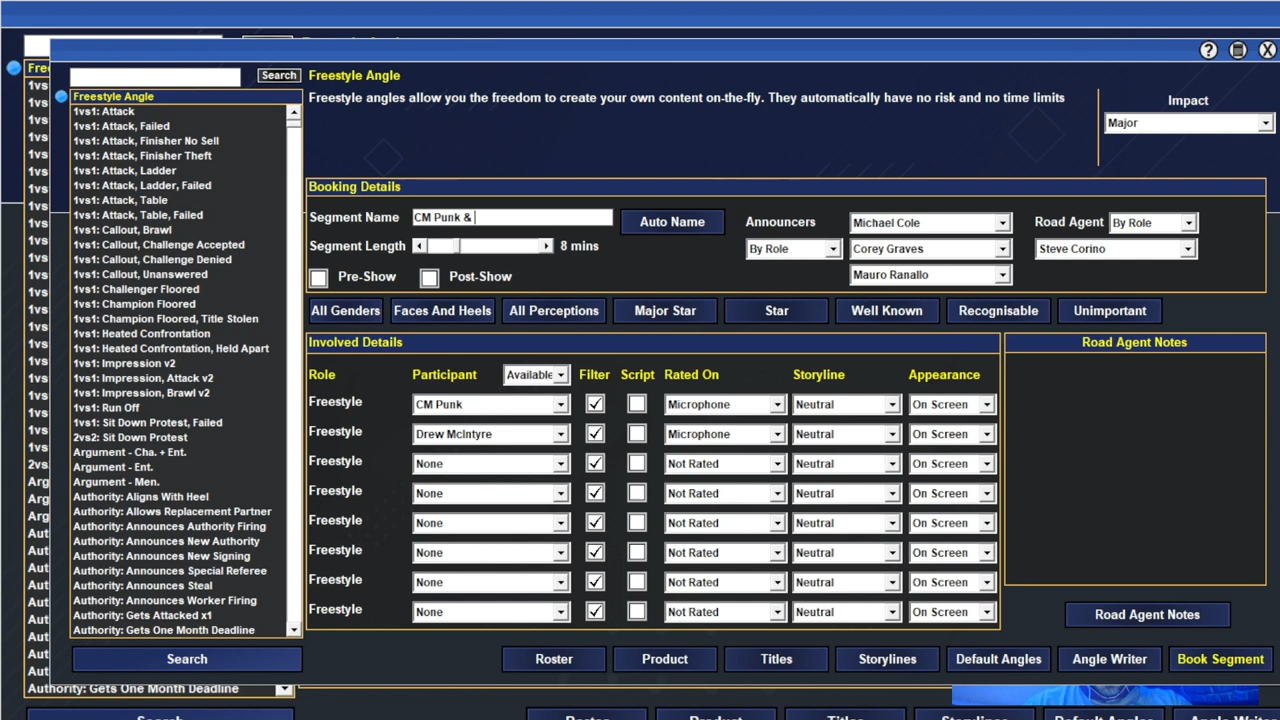 Search
Freestyle Angle
Freestyle angles allow you the freedom to create your own content on-the-fly. They automatically have no risk and no time limits
Impact
Major
Freestyle Angle
1vs1: Attack
1vs1: Attack, Failed
1vs1: Attack, Finisher No Sell
1vs1: Attack, Finisher Theft
1vs1: Attack, Ladder
1vs1: Attack, Ladder, Failed
1vs1: Attack, Table
1vs1: Attack, Table, Failed
1vs1: Callout, Brawl
1vs1: Callout, Challenge Accepted
1vs1: Callout, Challenge Denied
1vs1: Callout, Unanswered
1vs1: Challenger Floored
1vs1: Champion Floored
1vs1: Champion Floored, Title Stolen
1vs1: Heated Confrontation
1vs1: Heated Confrontation, Held Apart
1vs1: Impression v2
1vs1: Impression, Attack v2
1vs1: Impression, Brawl v2
1vs1: Run Off
1vs1: Sit Down Protest, Failed
2vs2: Sit Down Protest
Argument - Cha. + Ent.
Argument - Ent.
Argument - Men.
Authority: Aligns With Heel
Authority: Allows Replacement Partner
Authority: Announces Authority Firing
Authority: Announces New Authority
Authority: Announces New Signing
Authority: Announces Special Referee
Authority: Announces Steal
Authority: Announces Worker Firing
Authority: Gets Attacked x1
Authority: Gets One Month Deadline
Search
Booking Details
Segment Name CM Punk & Auto Name Announcers Michael Cole Road Agent By Role
Segment Length 8 mins By Role Corey Graves Steve Corino
Pre-Show Post-Show Mauro Ranallo
All Genders Faces And Heels All Perceptions Major Star Star Well Known Recognisable Unimportant
Involved Details Road Agent Notes
Role Participant Available Filter Script Rated On Storyline Appearance
Freestyle CM Punk Microphone Neutral On Screen
Freestyle Drew McIntyre Microphone Neutral On Screen
Freestyle None Not Rated Neutral On Screen
Freestyle None Not Rated Neutral On Screen
Freestyle None Not Rated Neutral On Screen
Freestyle None Not Rated Neutral On Screen
Freestyle None Not Rated Neutral On Screen
Freestyle None Not Rated Neutral On Screen
Road Agent Notes
Roster Product Titles Storylines Default Angles Angle Writer Book Segment
Authority: Gets One Month Deadline